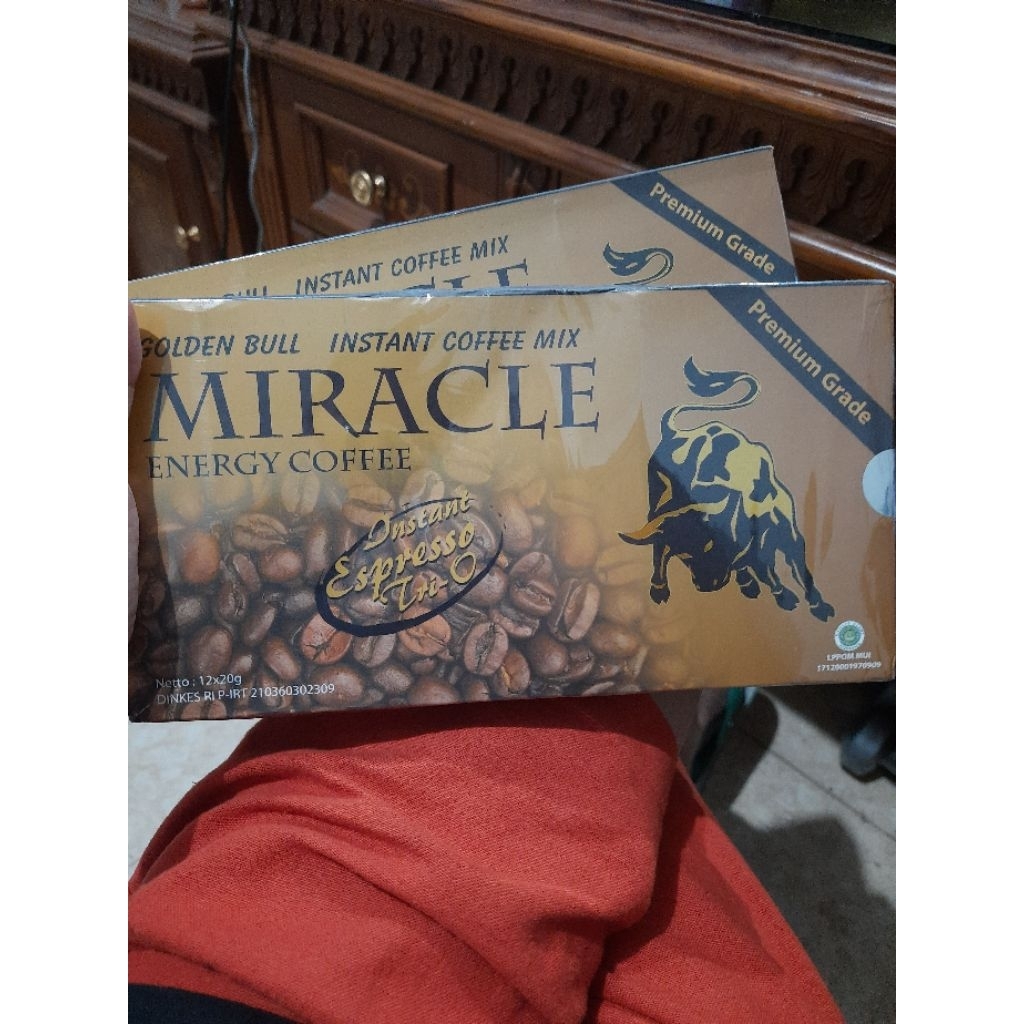 Premium Grade
INSTANT COFFEE MIX
GOLDEN BULL INSTANT COFFEE MIX
Premium Grade
MIRACLE
ENERGY COFFEE
Instant
Espresso
Tri-O
LPPOM MUI
17120001970909
Netto : 12x20g
DINKES RI P-IRT 210360302309